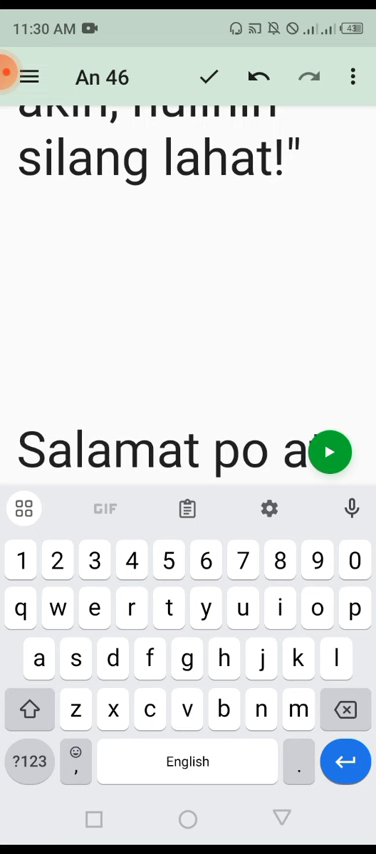 11:30 AM
43
An 46
silang lahat!"
Salamat po
GIF
1 2 3 4 5 6 7 8 9 0
q w e r t y u i o p
a s d f g h j k l
z x c v b n m
?123 , English .